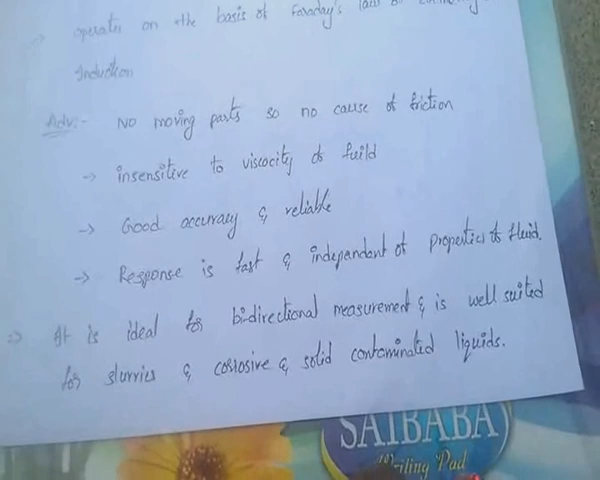 -> operates on the basis of Faraday's law of
Induction
Adv:- No moving parts so no cause of friction
-> insensitive to viscocity of fuild
-> Good accuracy & reliable
-> Response is fast & independant of properties of fluid.
=> It is ideal for bi-directional measurement & is well suited
for slurries & corrosive & solid contaminated liquids.
SAIBABA
Writing Pad